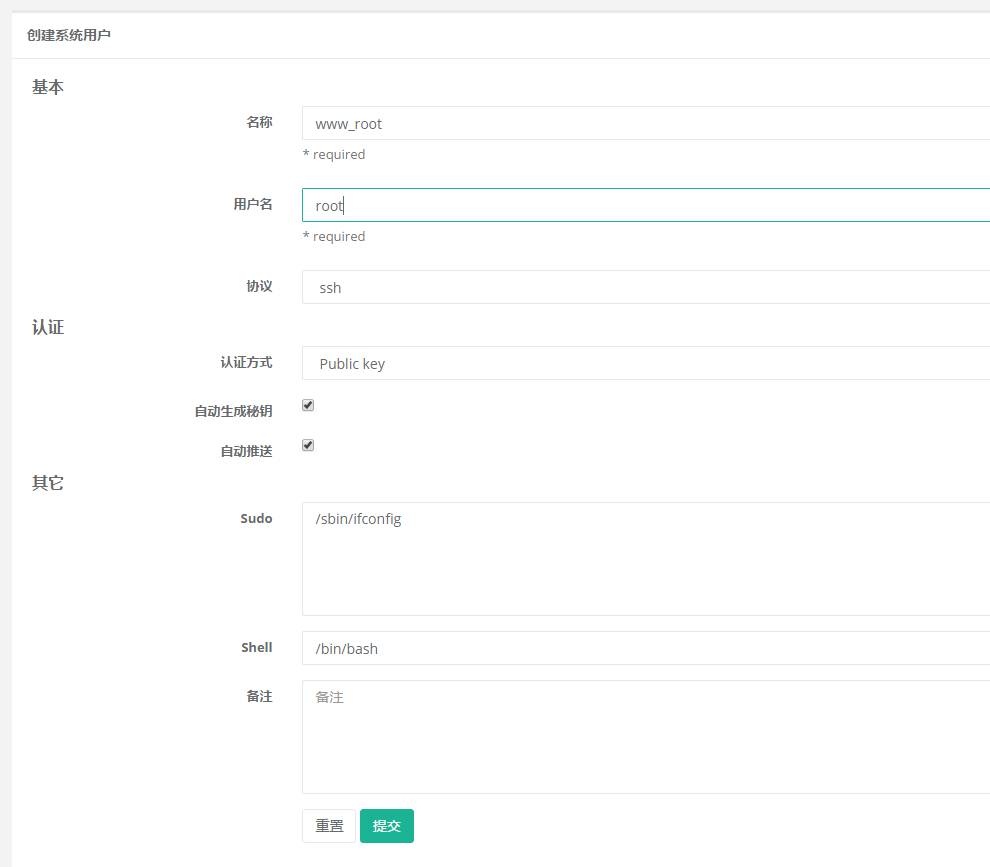 创建系统用户
基本
名称 www_root
* required
用户名 root
* required
协议 ssh
认证
认证方式 Public key
自动生成秘钥
自动推送
其它
Sudo /sbin/ifconfig
Shell /bin/bash
备注 备注
重置 提交